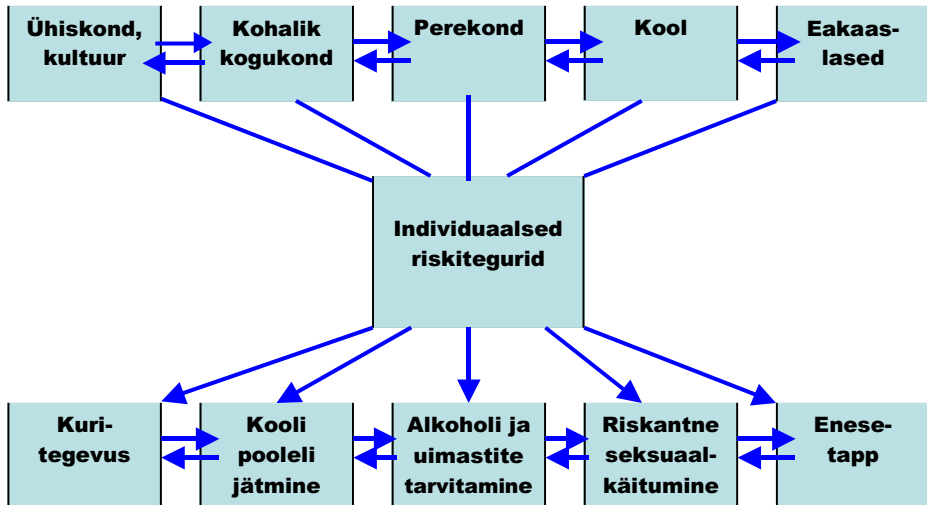 Ühiskond,
kultuur
Kohalik
kogukond
Perekond
Kool
Eakaas-
lased
Individuaalsed
riskitegurid
Kuri-
tegevus
Kooli
pooleli
jätmine
Alkoholi ja
uimastite
tarvitamine
Riskantne
seksuaal-
käitumine
Enese-
tapp